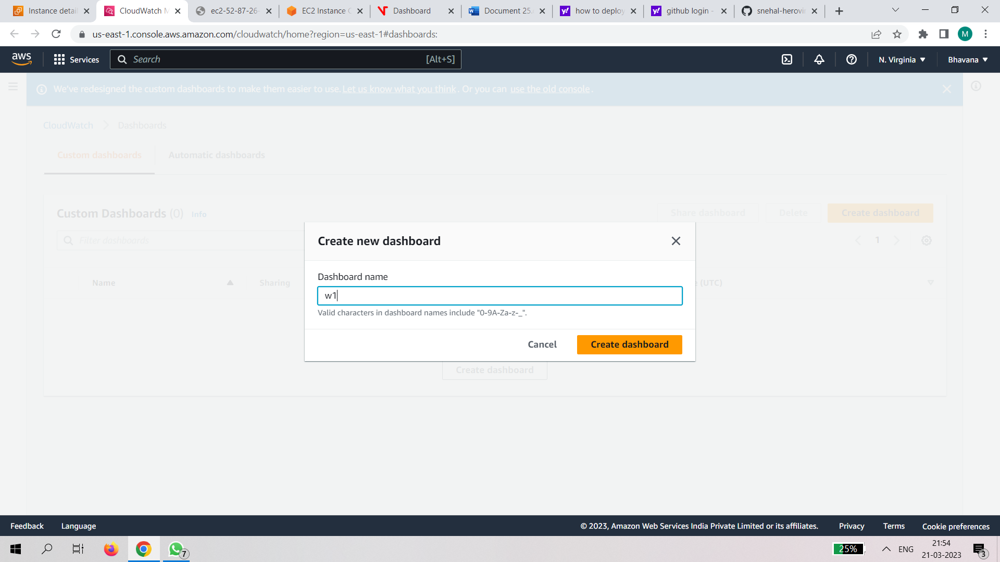 Instance detail
CloudWatch M
ec2-52-87-26-
EC2 Instance C
Dashboard
Document 25.
how to deploy
github login -
snehal-herovir
us-east-1.console.aws.amazon.com/cloudwatch/home?region=us-east-1#dashboards:
M
aws
Services
Search
[Alt+S]
N. Virginia
Bhavana
We've redesigned the custom dashboards to make them easier to use. Let us know what you think. Or you can use the old console.
CloudWatch
Dashboards
Custom dashboards
Automatic dashboards
Custom Dashboards (0) Info
Share dashboard
Delete
Create dashboard
Filter dashboards
1
Name
Sharing
(UTC)
Create new dashboard
Dashboard name
w1
Valid characters in dashboard names include "0-9A-Za-z-_".
Cancel
Create dashboard
Create dashboard
Feedback
Language
© 2023, Amazon Web Services India Private Limited or its affiliates.
Privacy
Terms
Cookie preferences
7
25%
ENG
21:54
21-03-2023
3